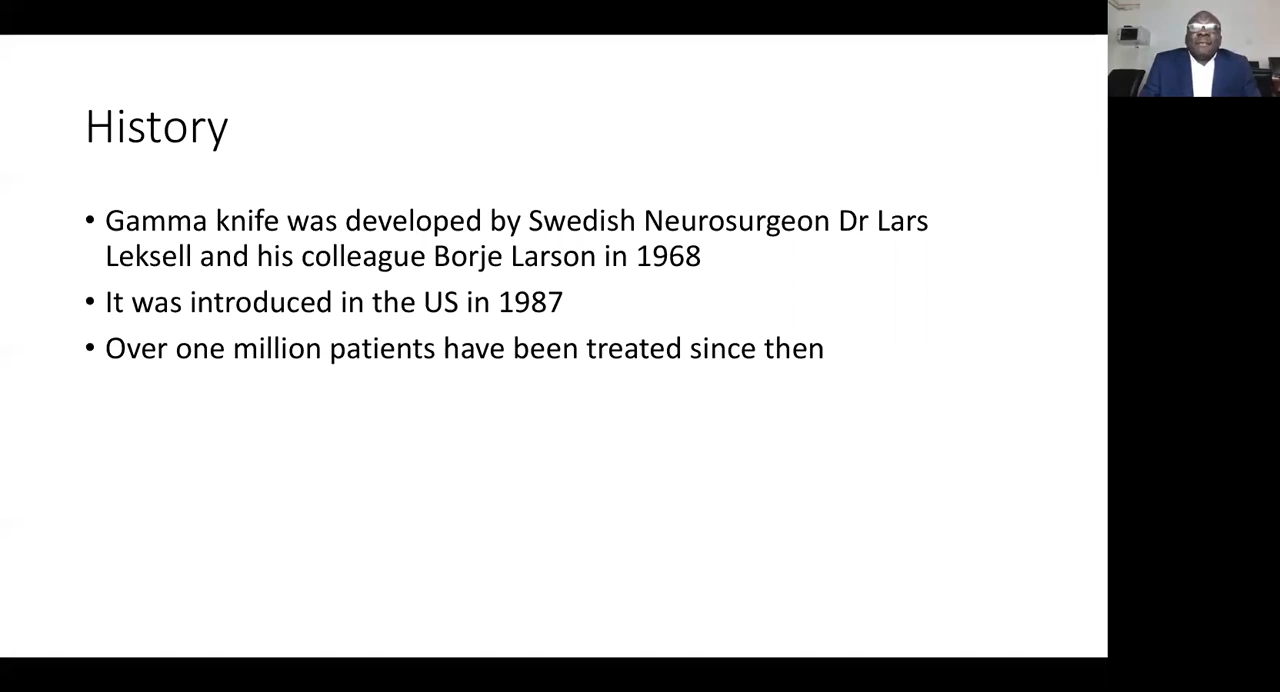 History
• Gamma knife was developed by Swedish Neurosurgeon Dr Lars
Leksell and his colleague Borje Larson in 1968
• It was introduced in the US in 1987
• Over one million patients have been treated since then